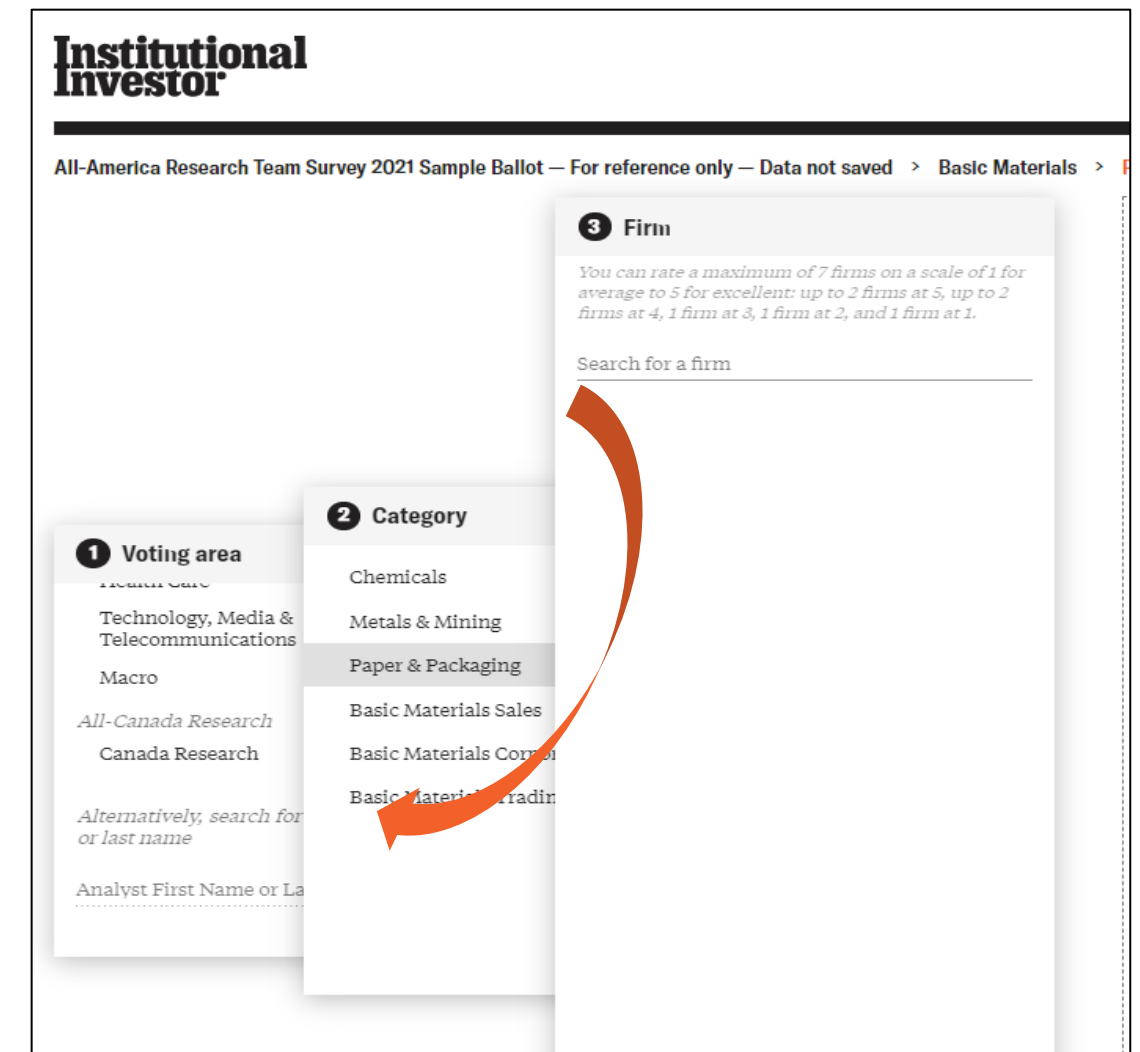 Institutional
Investor
All-America Research Team Survey 2021 Sample Ballot — For reference only — Data not saved > Basic Materials >
3 Firm
You can rate a maximum of 7 firms on a scale of 1 for
average to 5 for excellent: up to 2 firms at 5, up to 2
firms at 4, 1 firm at 3, 1 firm at 2, and 1 firm at 1.
Search for a firm
2 Category
Chemicals
Metals & Mining
Paper & Packaging
Basic Materials Sales
Basic Materials
Basic
1 Voting area
Health Care
Technology, Media &
Telecommunications
Macro
All-Canada Research
Canada Research
Alternatively, search for
or last name
Analyst First Name or La